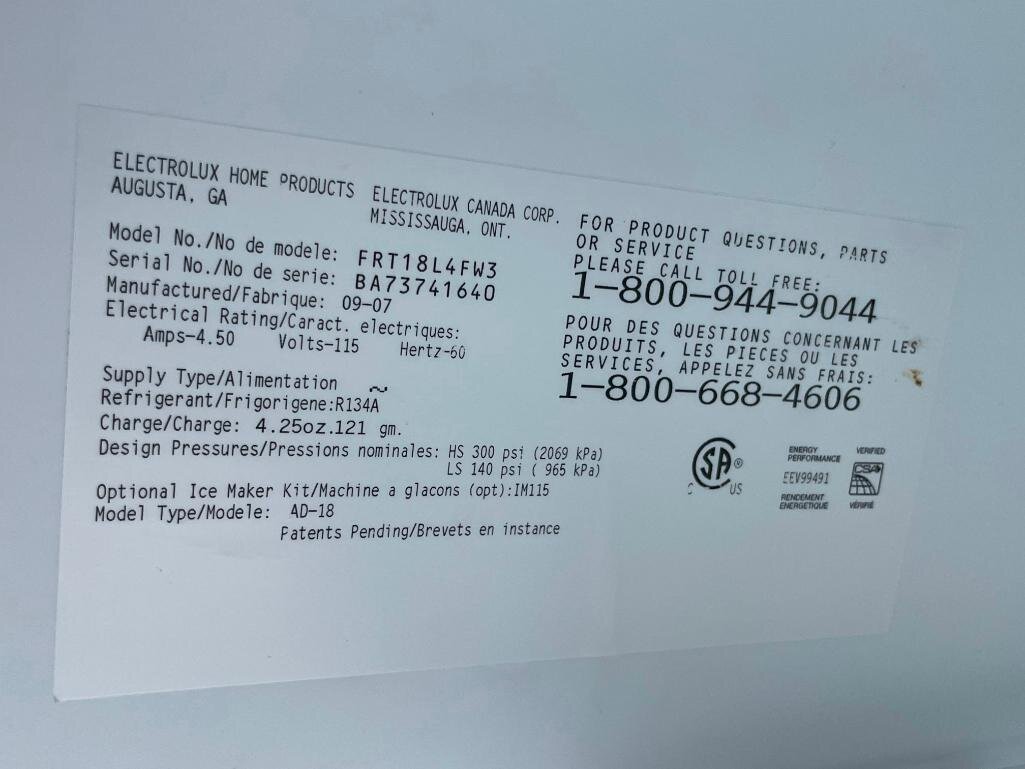 ELECTROLUX HOME PRODUCTS
AUGUSTA, GA
ELECTROLUX CANADA CORP.
MISSISSAUGA, ONT.
Model No./No de modele: FRT18L4FW3
Serial No./No de serie: BA73741640
Manufactured/Fabrique: 09-07
Electrical Rating/Caract. electriques:
Amps-4.50 Volts-115 Hertz-60
Supply Type/Alimentation ~
Refrigerant/Frigorigene:R134A
Charge/Charge: 4.25oz.121 gm.
Design Pressures/Pressions nominales: HS 300 psi (2069 kPa)
LS 140 psi ( 965 kPa)
Optional Ice Maker Kit/Machine a glacons (opt):IM115
Model Type/Modele: AD-18
Patents Pending/Brevets en instance
FOR PRODUCT QUESTIONS, PARTS
OR SERVICE
PLEASE CALL TOLL FREE:
1-800-944-9044
POUR DES QUESTIONS CONCERNANT LES
PRODUITS, LES PIECES OU LES
SERVICES, APPELEZ SANS FRAIS:
1-800-668-4606
SA ®
C US
ENERGY
PERFORMANCE
EEV99491
RENDEMENT
ENERGETIQUE
VERIFIED
CSA
VÉRIFIÉ